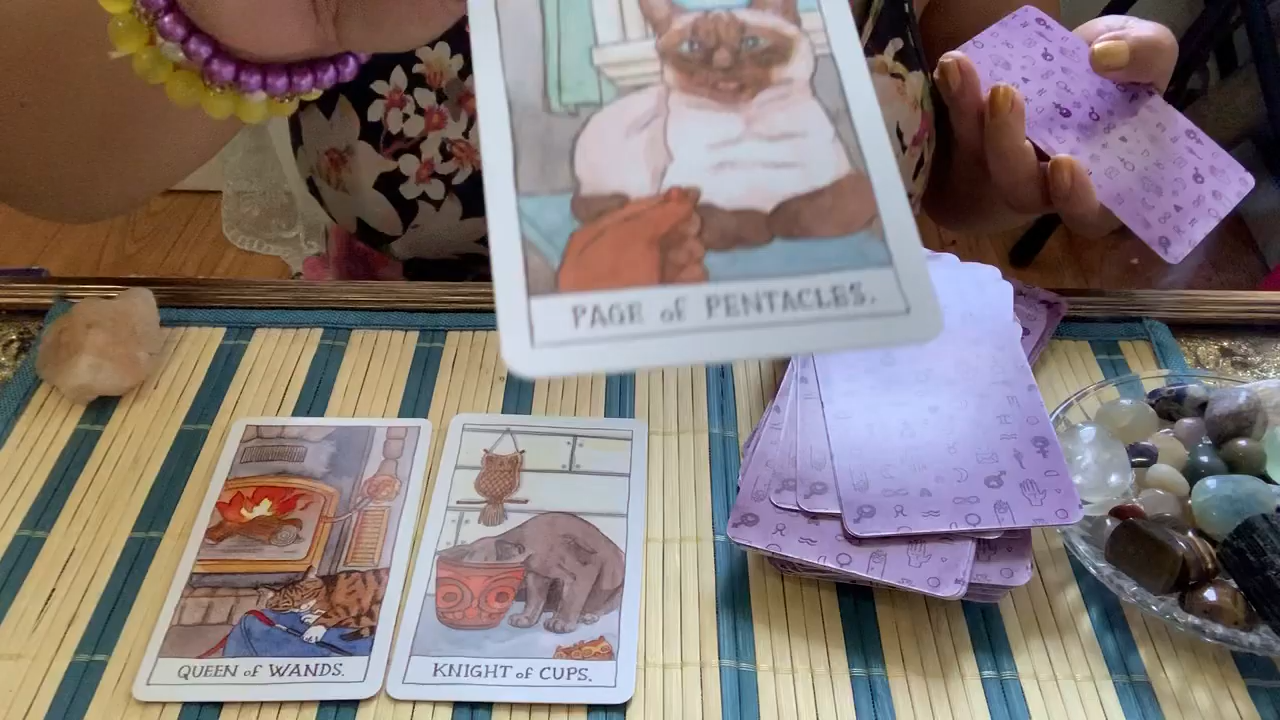 PAGE of PENTACLES.
QUEEN of WANDS.
KNIGHT of CUPS.